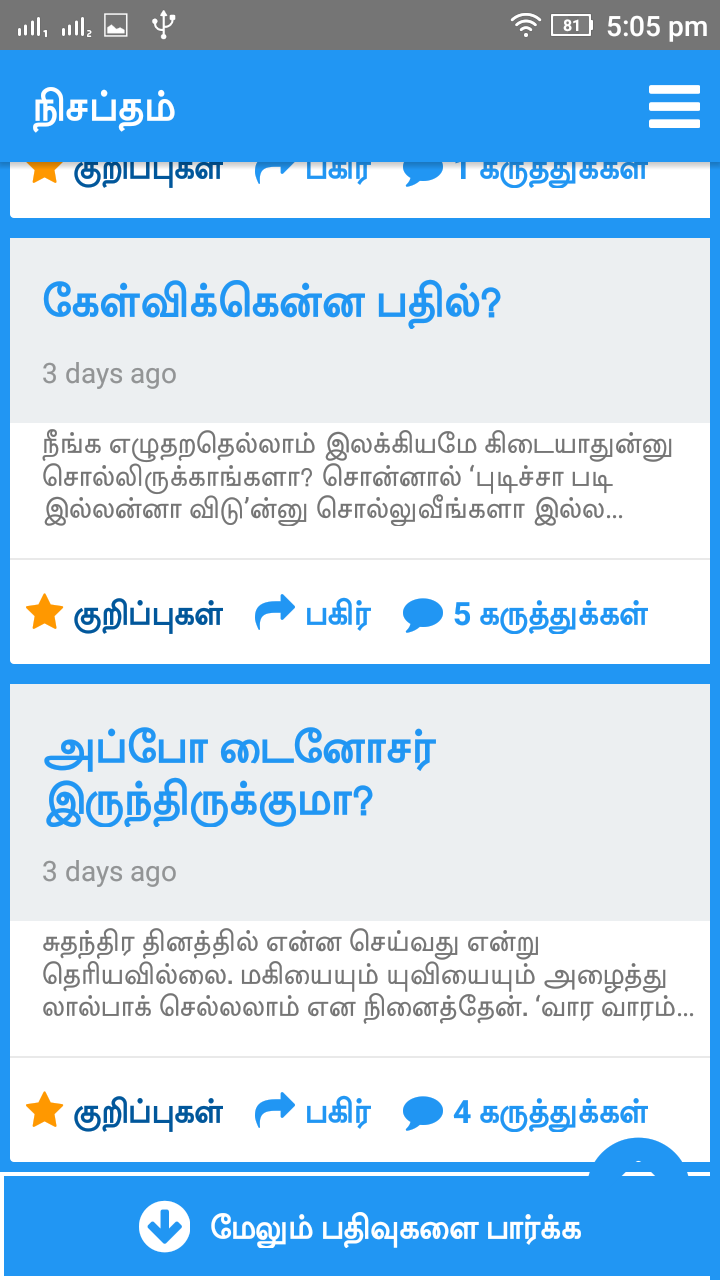 81 5:05 pm
நிசப்தம்
குறிப்புகள் பகிர் 1 கருத்துக்கள்
கேள்விக்கென்ன பதில்?
3 days ago
நீங்க எழுதறதெல்லாம் இலக்கியமே கிடையாதுன்னு
சொல்லிருக்காங்களா? சொன்னால் ‘புடிச்சா படி
இல்லன்னா விடு’ன்னு சொல்லுவீங்களா இல்ல...
குறிப்புகள் பகிர் 5 கருத்துக்கள்
அப்போ டைனோசர்
இருந்திருக்குமா?
3 days ago
சுதந்திர தினத்தில் என்ன செய்வது என்று
தெரியவில்லை. மகியையும் யுவியையும் அழைத்து
லால்பாக் செல்லலாம் என நினைத்தேன். ‘வார வாரம்...
குறிப்புகள் பகிர் 4 கருத்துக்கள்
மேலும் பதிவுகளை பார்க்க